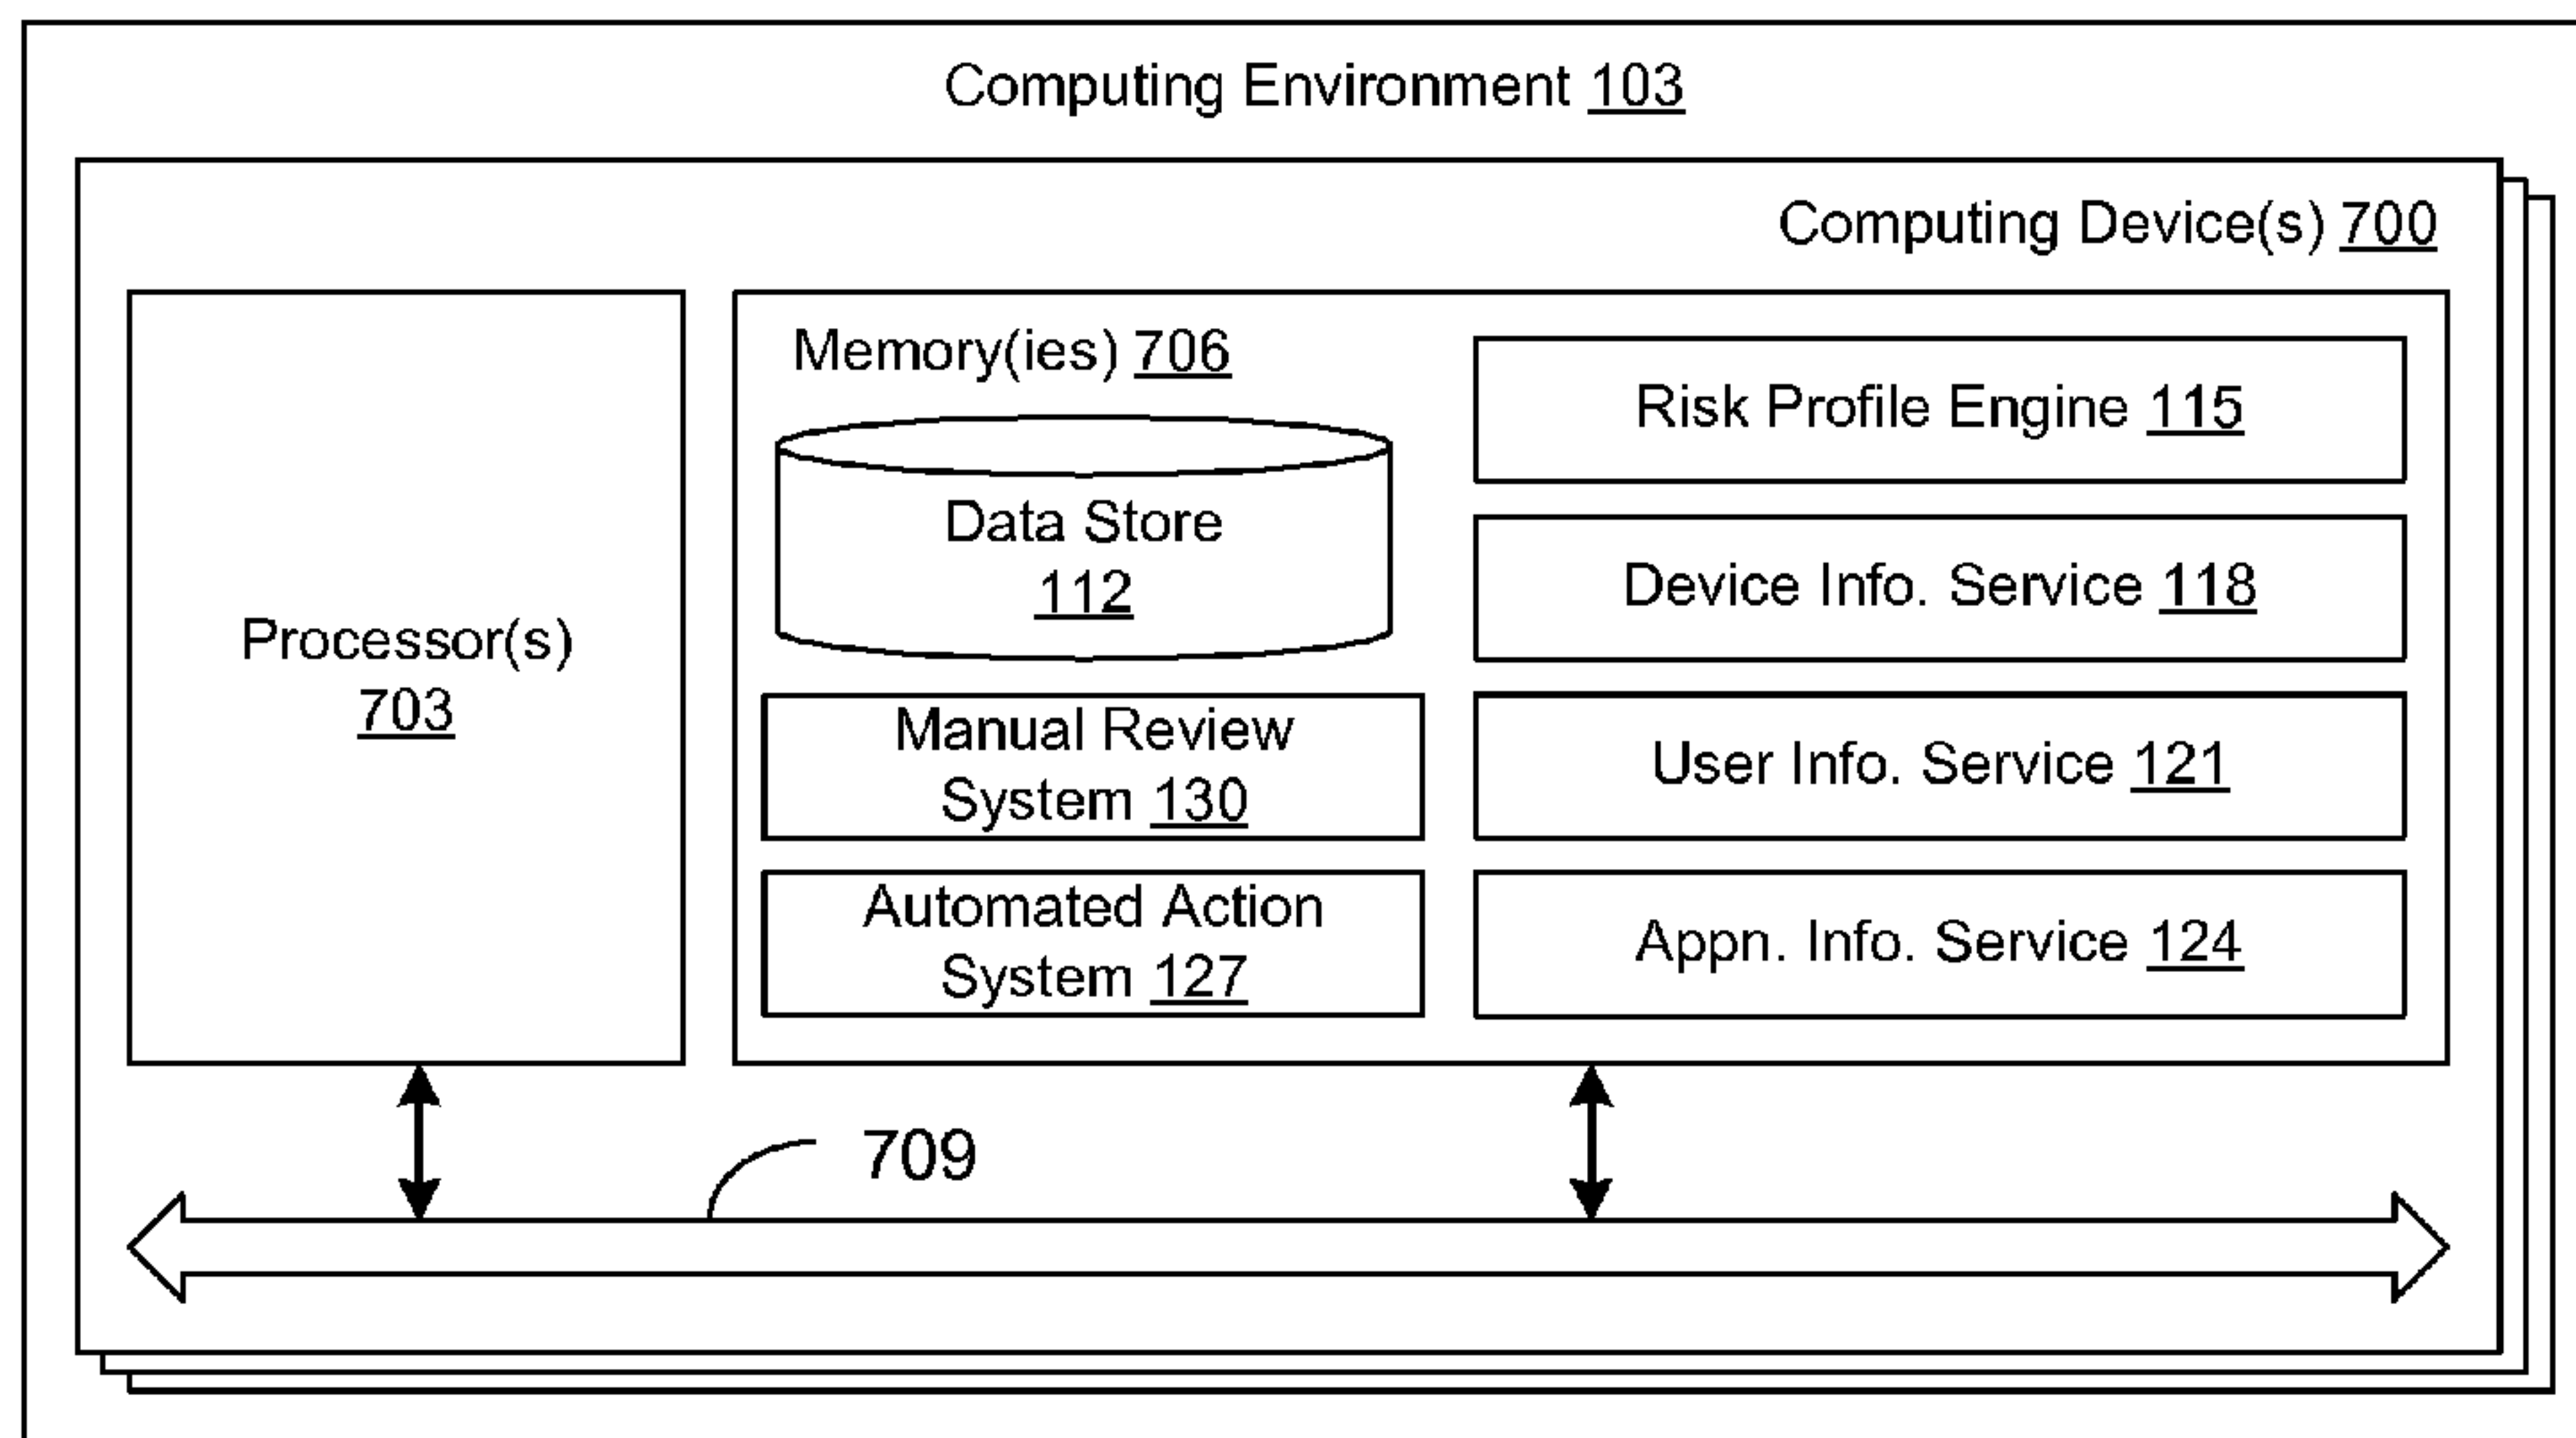 Computing Environment 103
Computing Device(s) 700
Processor(s)
703
Memory(ies) 706
Data Store
112
Manual Review
System 130
Automated Action
System 127
Risk Profile Engine 115
Device Info. Service 118
User Info. Service 121
Appn. Info. Service 124
709